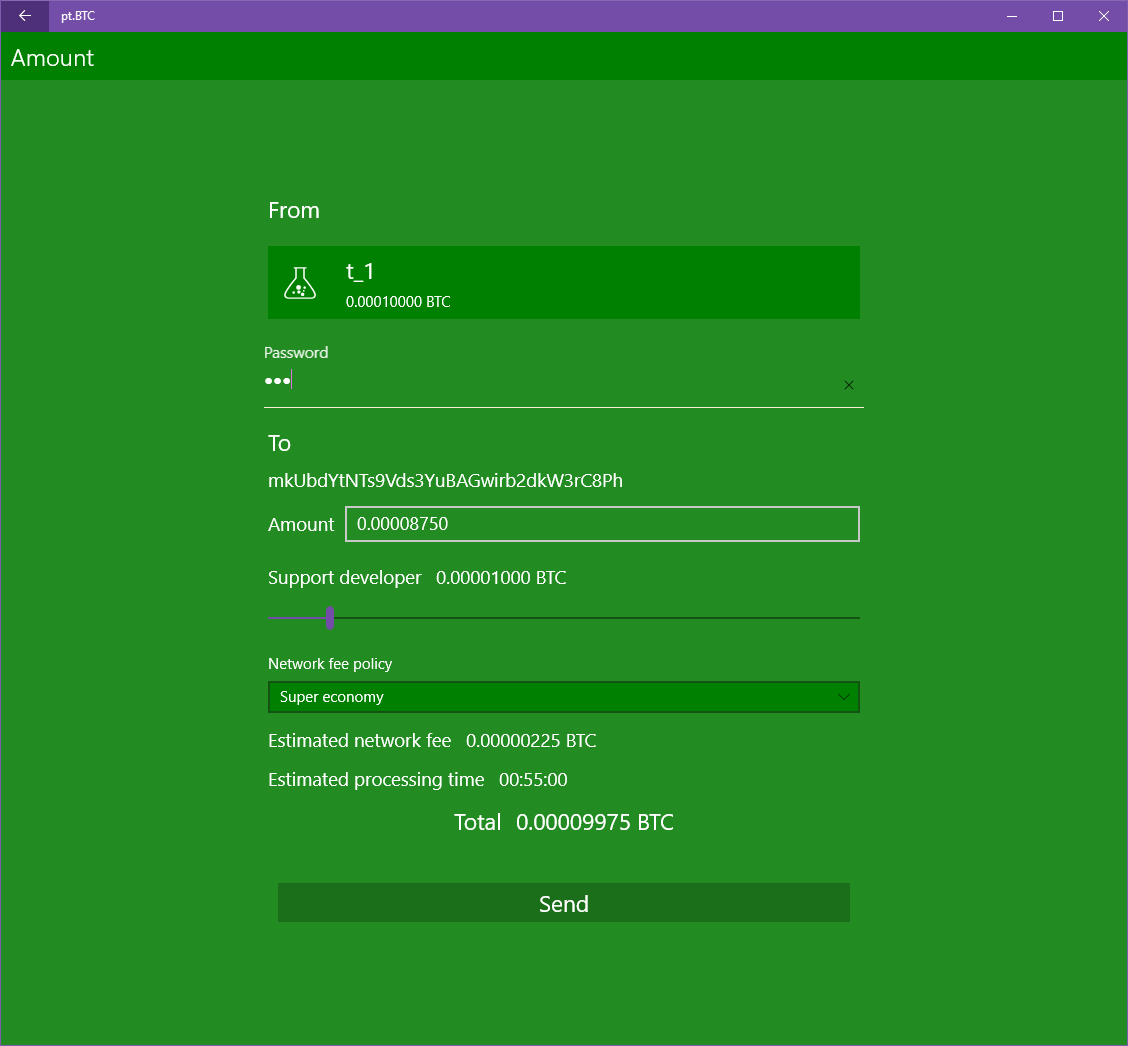 pt.BTC
Amount
From
t_1
0.00010000 BTC
Password
To
mkUbdYtNTs9Vds3YuBAGwirb2dkW3rC8Ph
Amount 0.00008750
Support developer 0.00001000 BTC
Network fee policy
Super economy
Estimated network fee 0.00000225 BTC
Estimated processing time 00:55:00
Total 0.00009975 BTC
Send